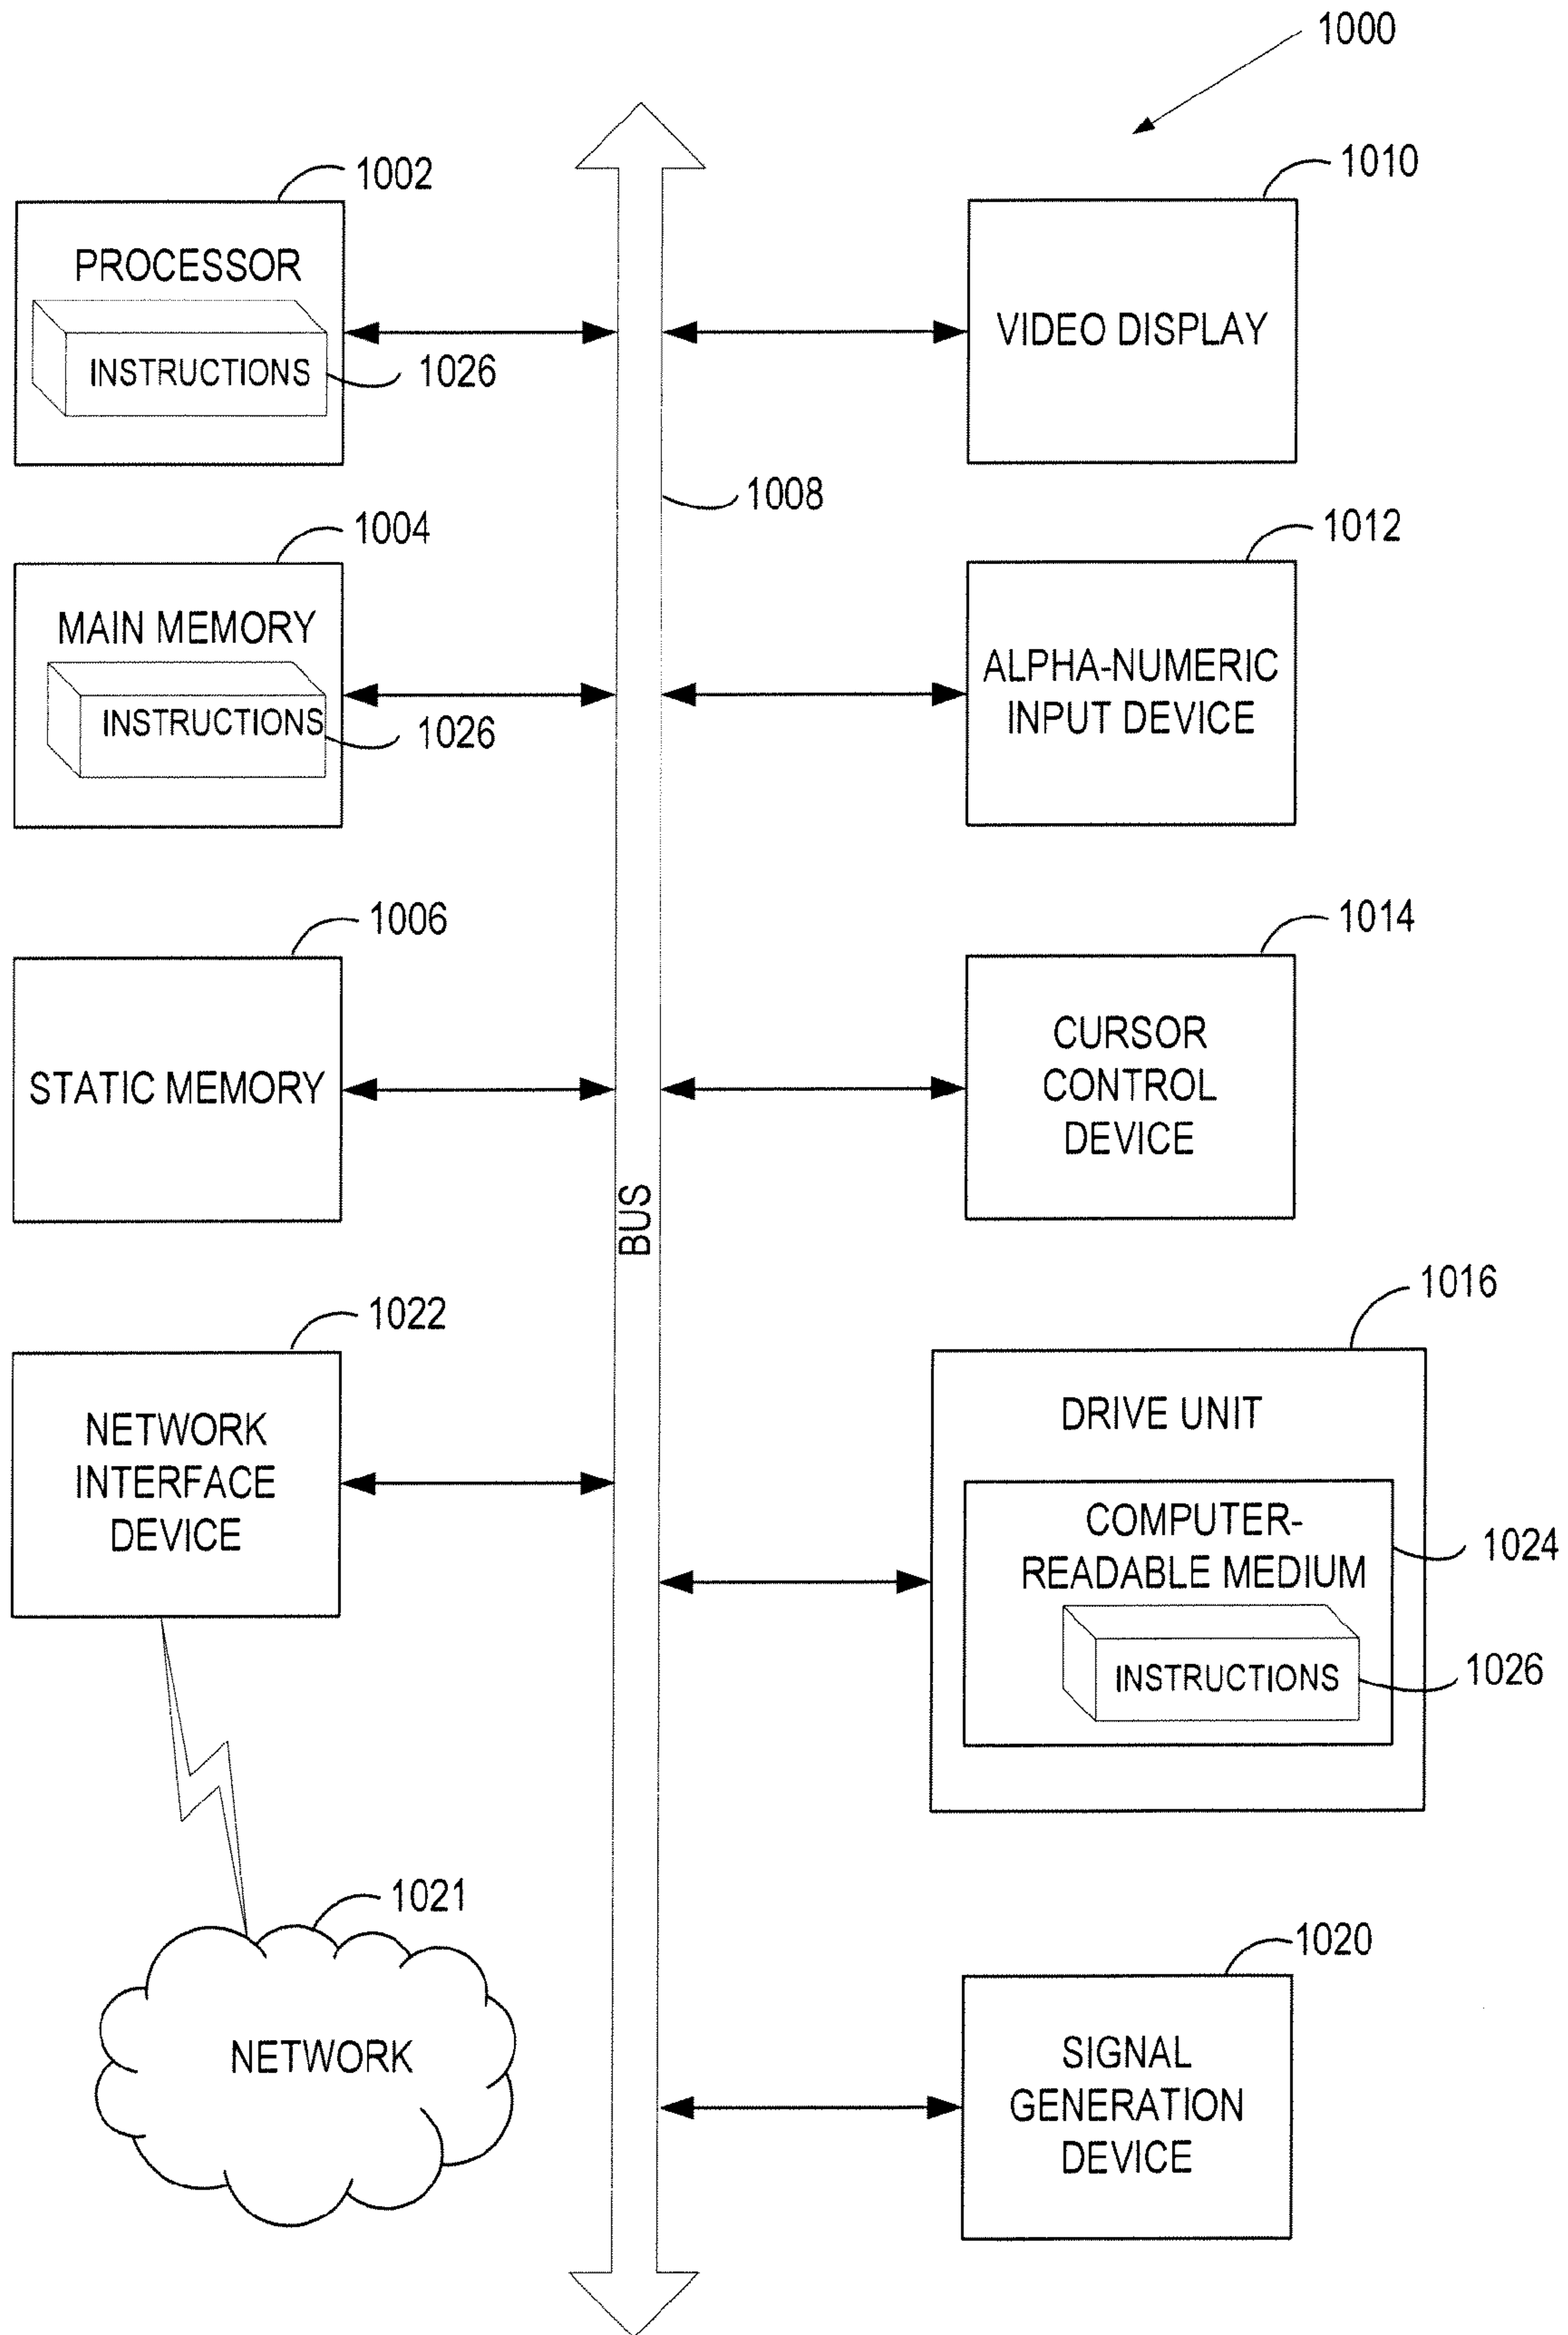 1000
1002
PROCESSOR
INSTRUCTIONS
1026
1004
MAIN MEMORY
INSTRUCTIONS
1026
1006
STATIC MEMORY
1022
NETWORK
INTERFACE
DEVICE
1021
NETWORK
1008
BUS
1010
VIDEO DISPLAY
1012
ALPHA-NUMERIC
INPUT DEVICE
1014
CURSOR
CONTROL
DEVICE
1016
DRIVE UNIT
COMPUTER-
READABLE MEDIUM
1024
INSTRUCTIONS
1026
1020
SIGNAL
GENERATION
DEVICE